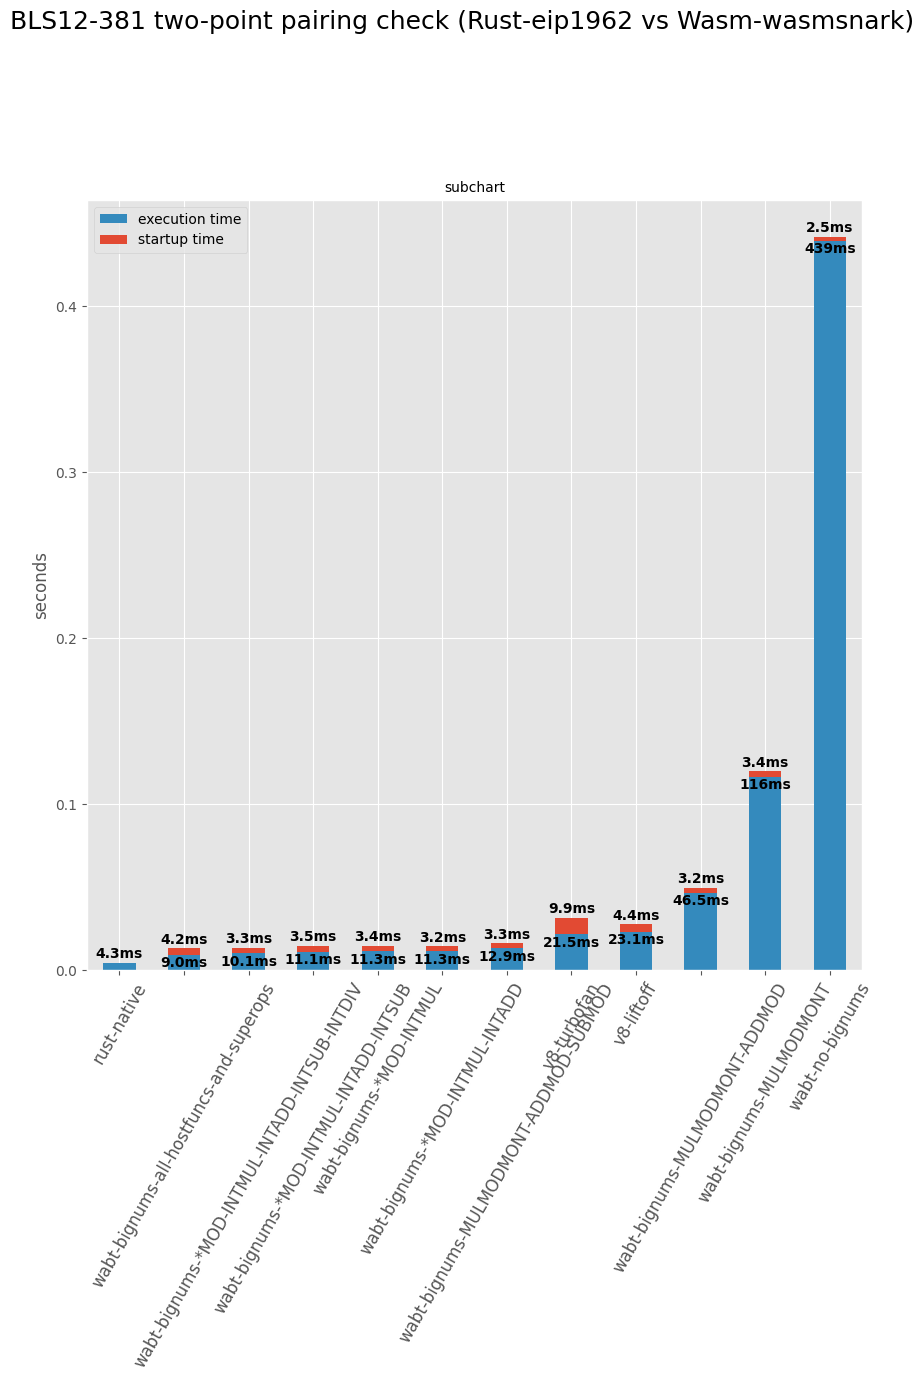 BLS12-381 two-point pairing check (Rust-eip1962 vs Wasm-wasmsnark)
subchart
execution time
startup time
seconds
0.4
0.3
0.2
0.1
0.0
4.3ms
4.2ms
9.0ms
3.3ms
10.1ms
3.5ms
11.1ms
3.4ms
11.3ms
3.2ms
11.3ms
3.3ms
12.9ms
9.9ms
21.5ms
4.4ms
23.1ms
3.2ms
46.5ms
3.4ms
116ms
2.5ms
439ms
rust-native
wabt-bignums-all-hostfuncs-and-superops
wabt-bignums-*MOD-INTMUL-INTADD-INTSUB-INTDIV
wabt-bignums-*MOD-INTMUL-INTADD-INTSUB
wabt-bignums-*MOD-INTMUL
wabt-bignums-*MOD-INTMUL-INTADD
wabt-bignums-MULMODMONT-ADDMOD-SUBMOD
v8-turbofan
v8-liftoff
wabt-bignums-MULMODMONT-ADDMOD
wabt-bignums-MULMODMONT
wabt-no-bignums